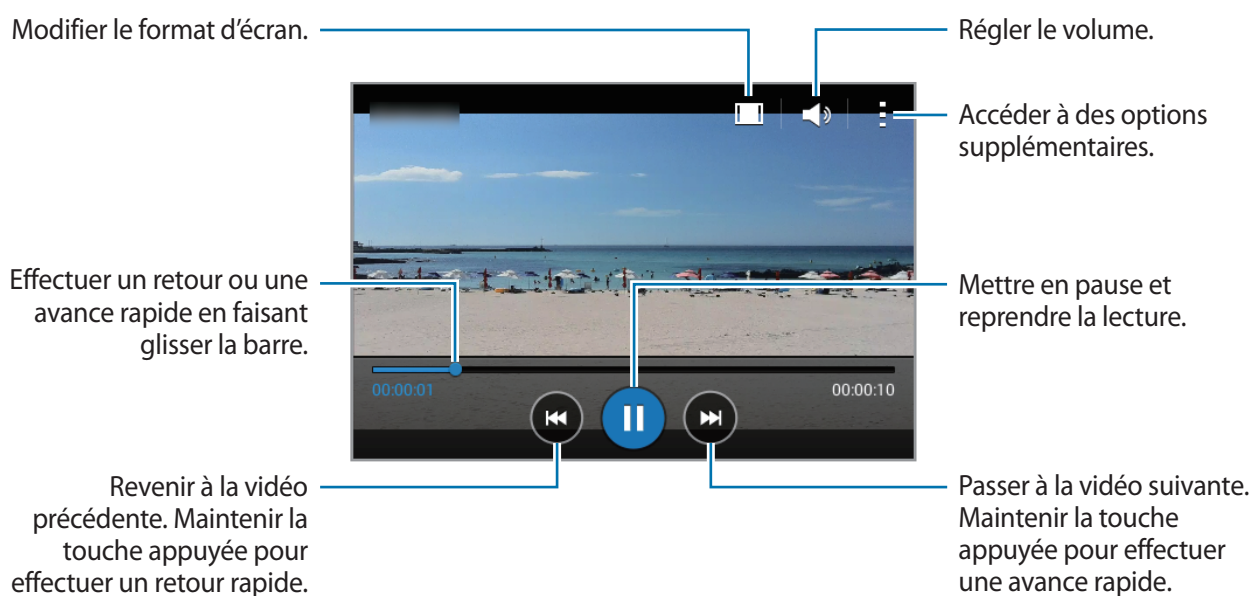 Modifier le format d'écran.
Régler le volume.
Accéder à des options
supplémentaires.
Effectuer un retour ou une
avance rapide en faisant
glisser la barre.
Mettre en pause et
reprendre la lecture.
00:00:01
00:00:10
Revenir à la vidéo
précédente. Maintenir la
touche appuyée pour
effectuer un retour rapide.
Passer à la vidéo suivante.
Maintenir la touche
appuyée pour effectuer
une avance rapide.